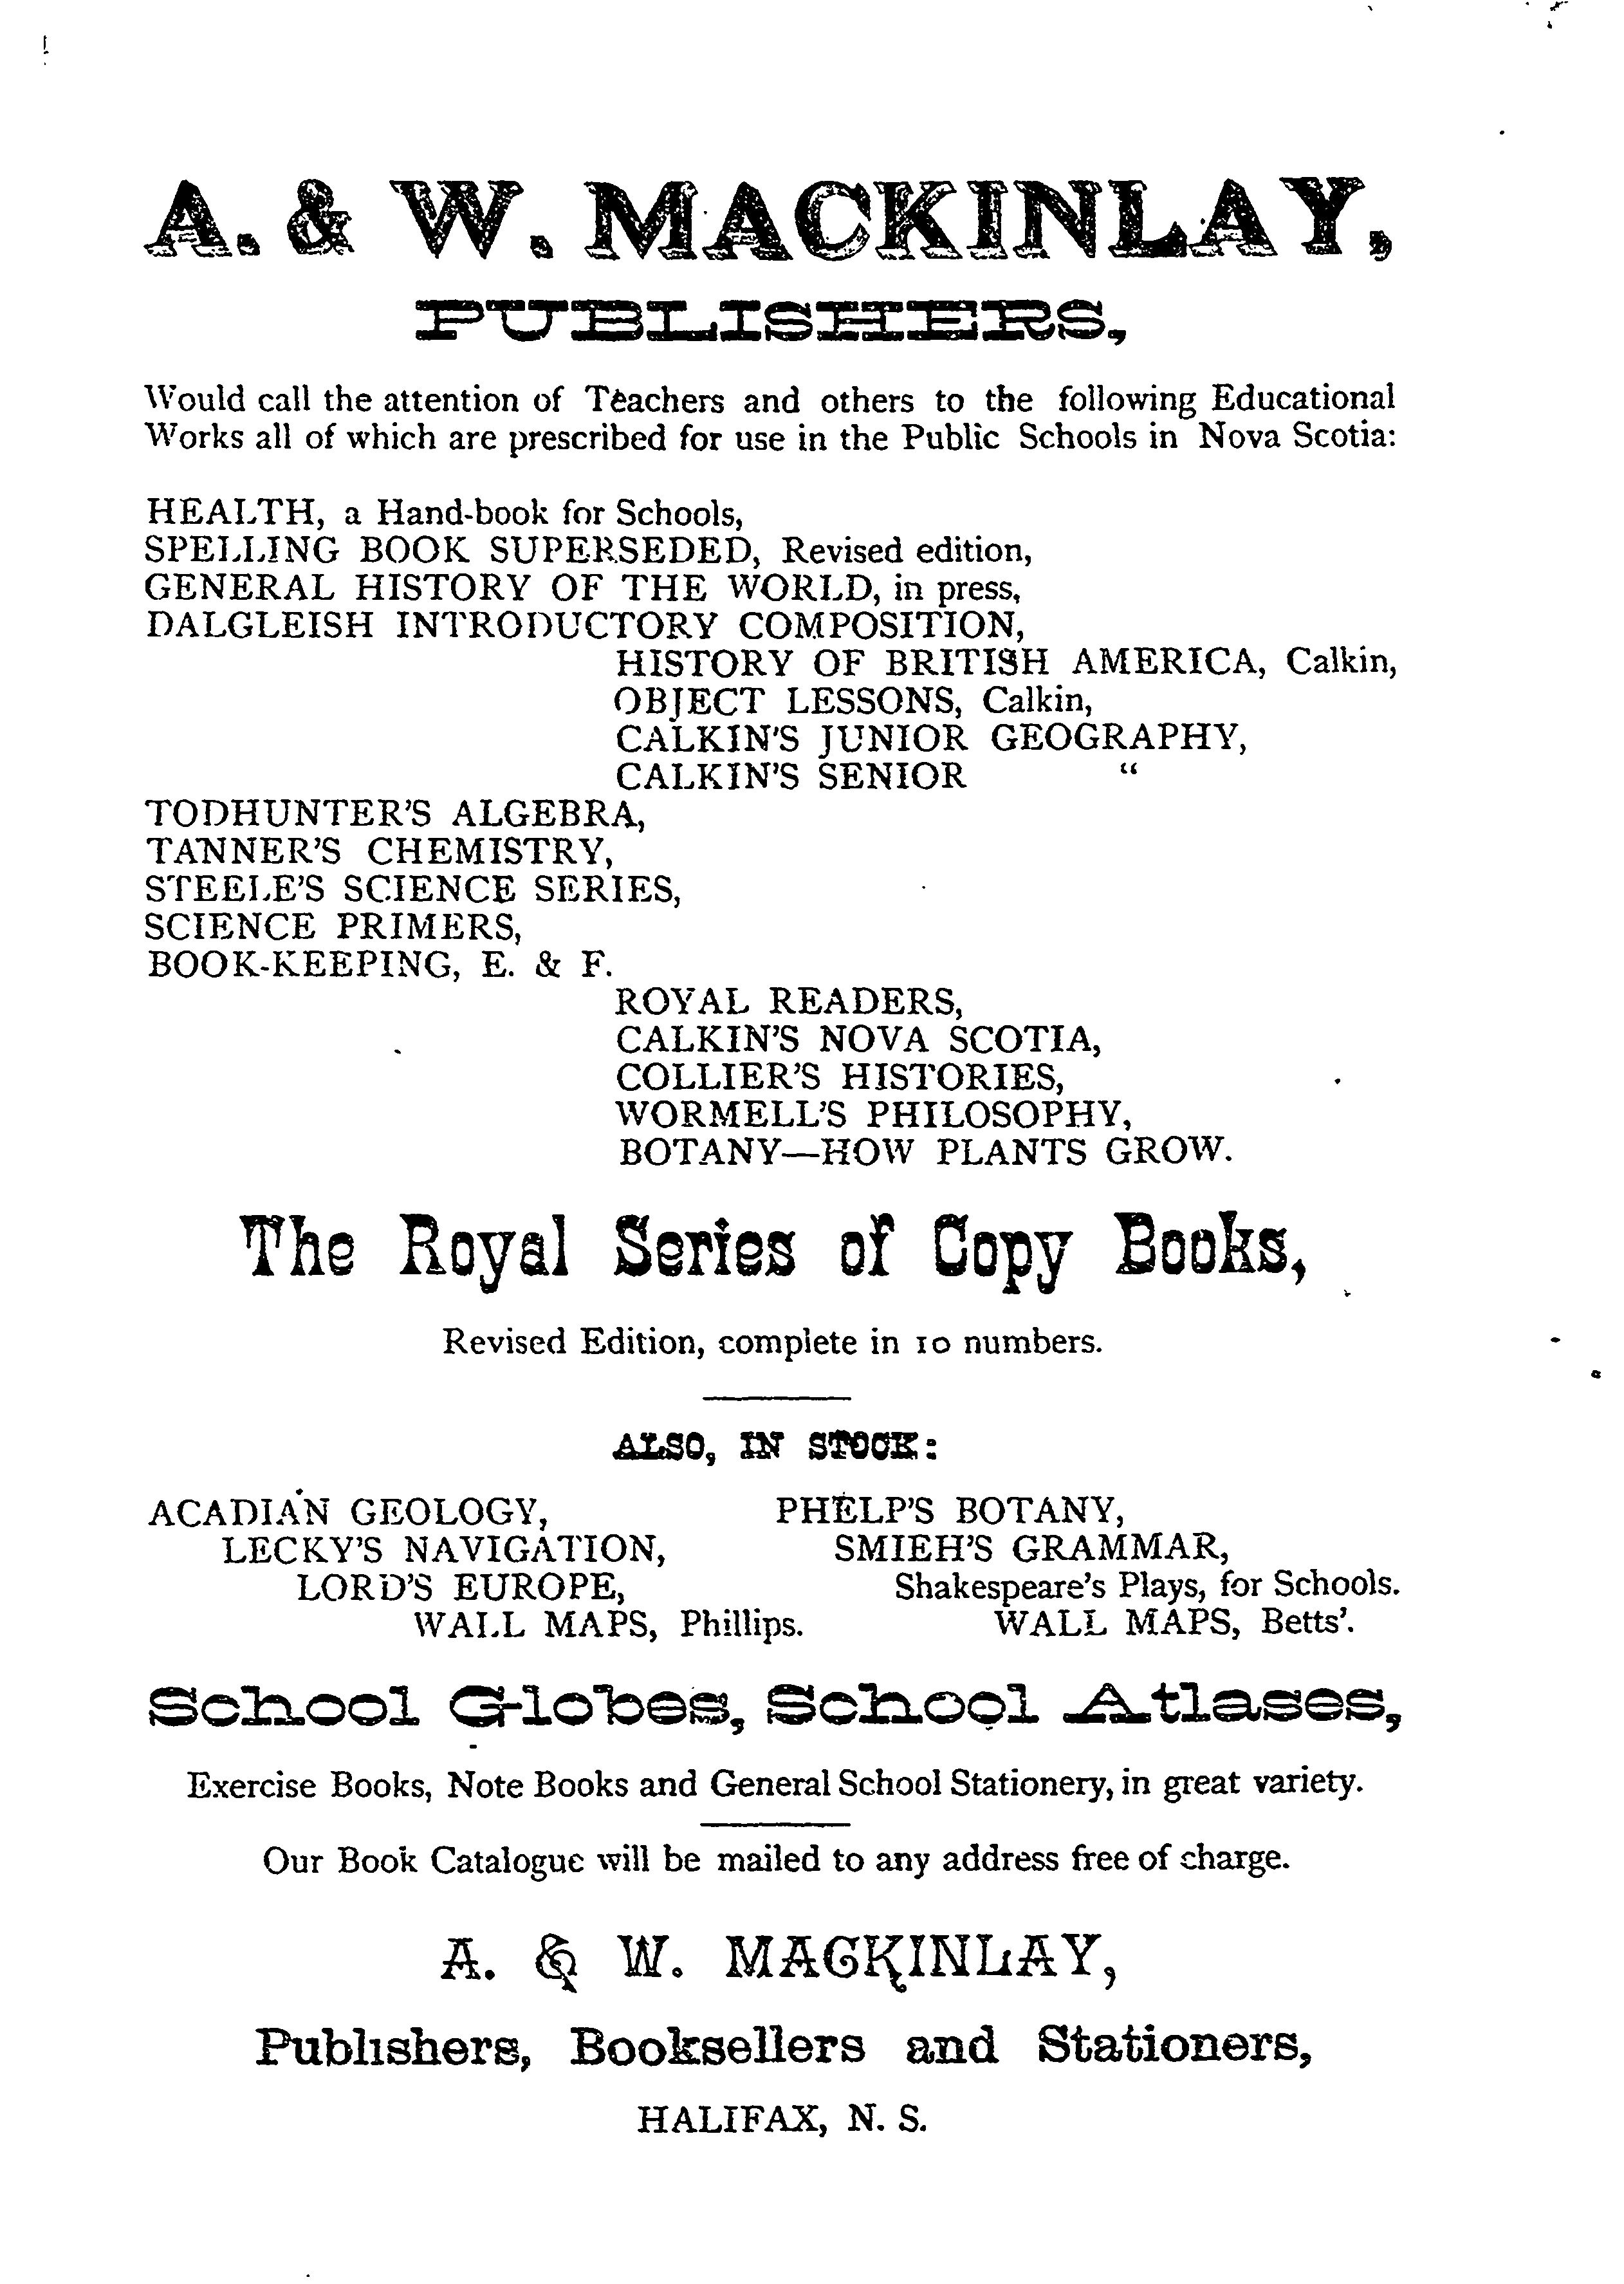 A. & W. MACKINLAY,
PUBLISHERS,
Would call the attention of Teachers and others to the following Educational
Works all of which are prescribed for use in the Public Schools in Nova Scotia:
HEALTH, a Hand-book for Schools,
SPELLING BOOK SUPERSEDED, Revised edition,
GENERAL HISTORY OF THE WORLD, in press,
DALGLEISH INTRODUCTORY COMPOSITION,
HISTORY OF BRITISH AMERICA, Calkin,
OBJECT LESSONS, Calkin,
CALKIN'S JUNIOR GEOGRAPHY,
CALKIN'S SENIOR "
TODHUNTER'S ALGEBRA,
TANNER'S CHEMISTRY,
STEELE'S SCIENCE SERIES,
SCIENCE PRIMERS,
BOOK-KEEPING, E. & F.
ROYAL READERS,
CALKIN'S NOVA SCOTIA,
COLLIER'S HISTORIES,
WORMELL'S PHILOSOPHY,
BOTANY—HOW PLANTS GROW.
The Royal Series of Copy Books,
Revised Edition, complete in 10 numbers.
ALSO, IN STOCK:
ACADIAN GEOLOGY, PHELP'S BOTANY,
LECKY'S NAVIGATION, SMIEH'S GRAMMAR,
LORD'S EUROPE, Shakespeare's Plays, for Schools.
WALL MAPS, Phillips. WALL MAPS, Betts'.
School Globes, School Atlases,
Exercise Books, Note Books and General School Stationery, in great variety.
Our Book Catalogue will be mailed to any address free of charge.
A. & W. MACKINLAY,
Publishers, Booksellers and Stationers,
HALIFAX, N. S.